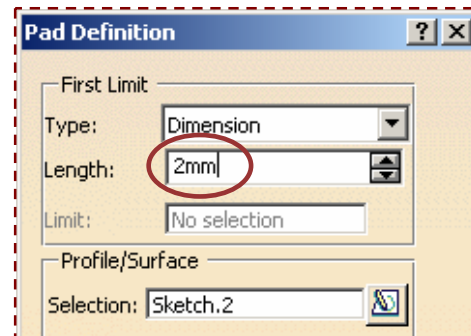 Pad Definition ? X
First Limit
Type: Dimension
Length: 2mm
Limit: No selection
Profile/Surface
Selection: Sketch.2